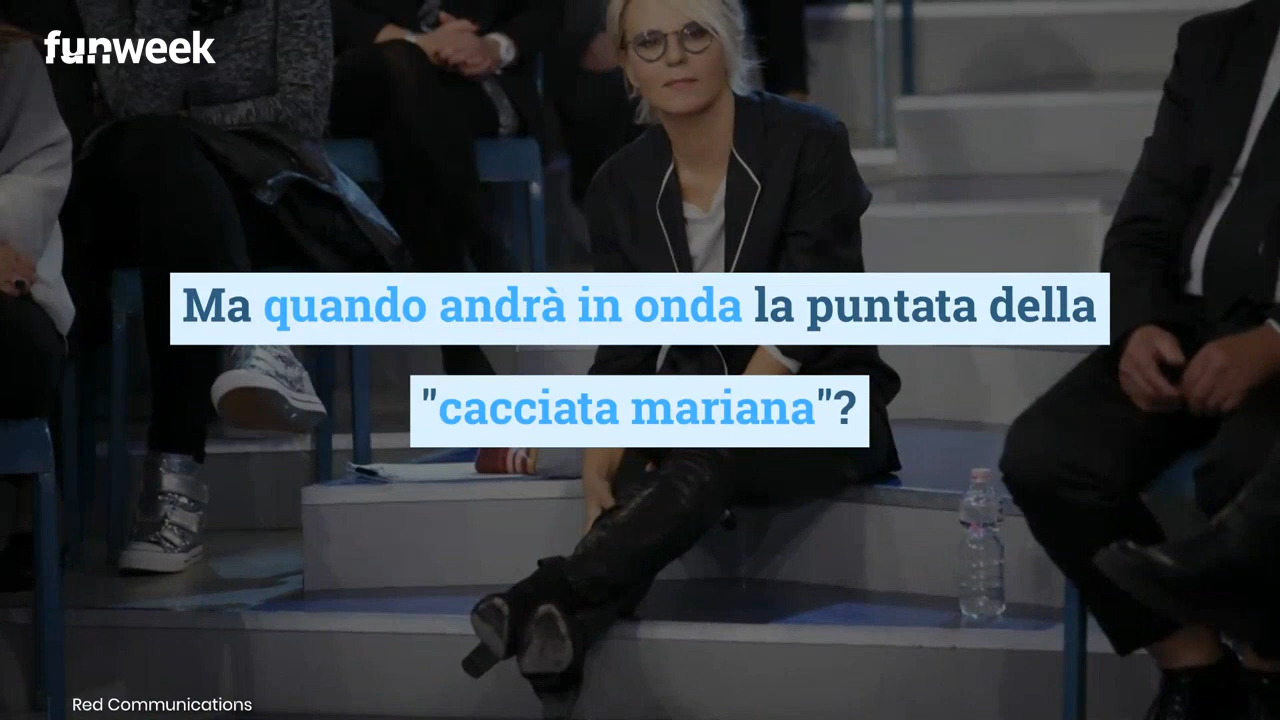 funweek
Ma quando andrà in onda la puntata della
"cacciata mariana"?
Red Communications